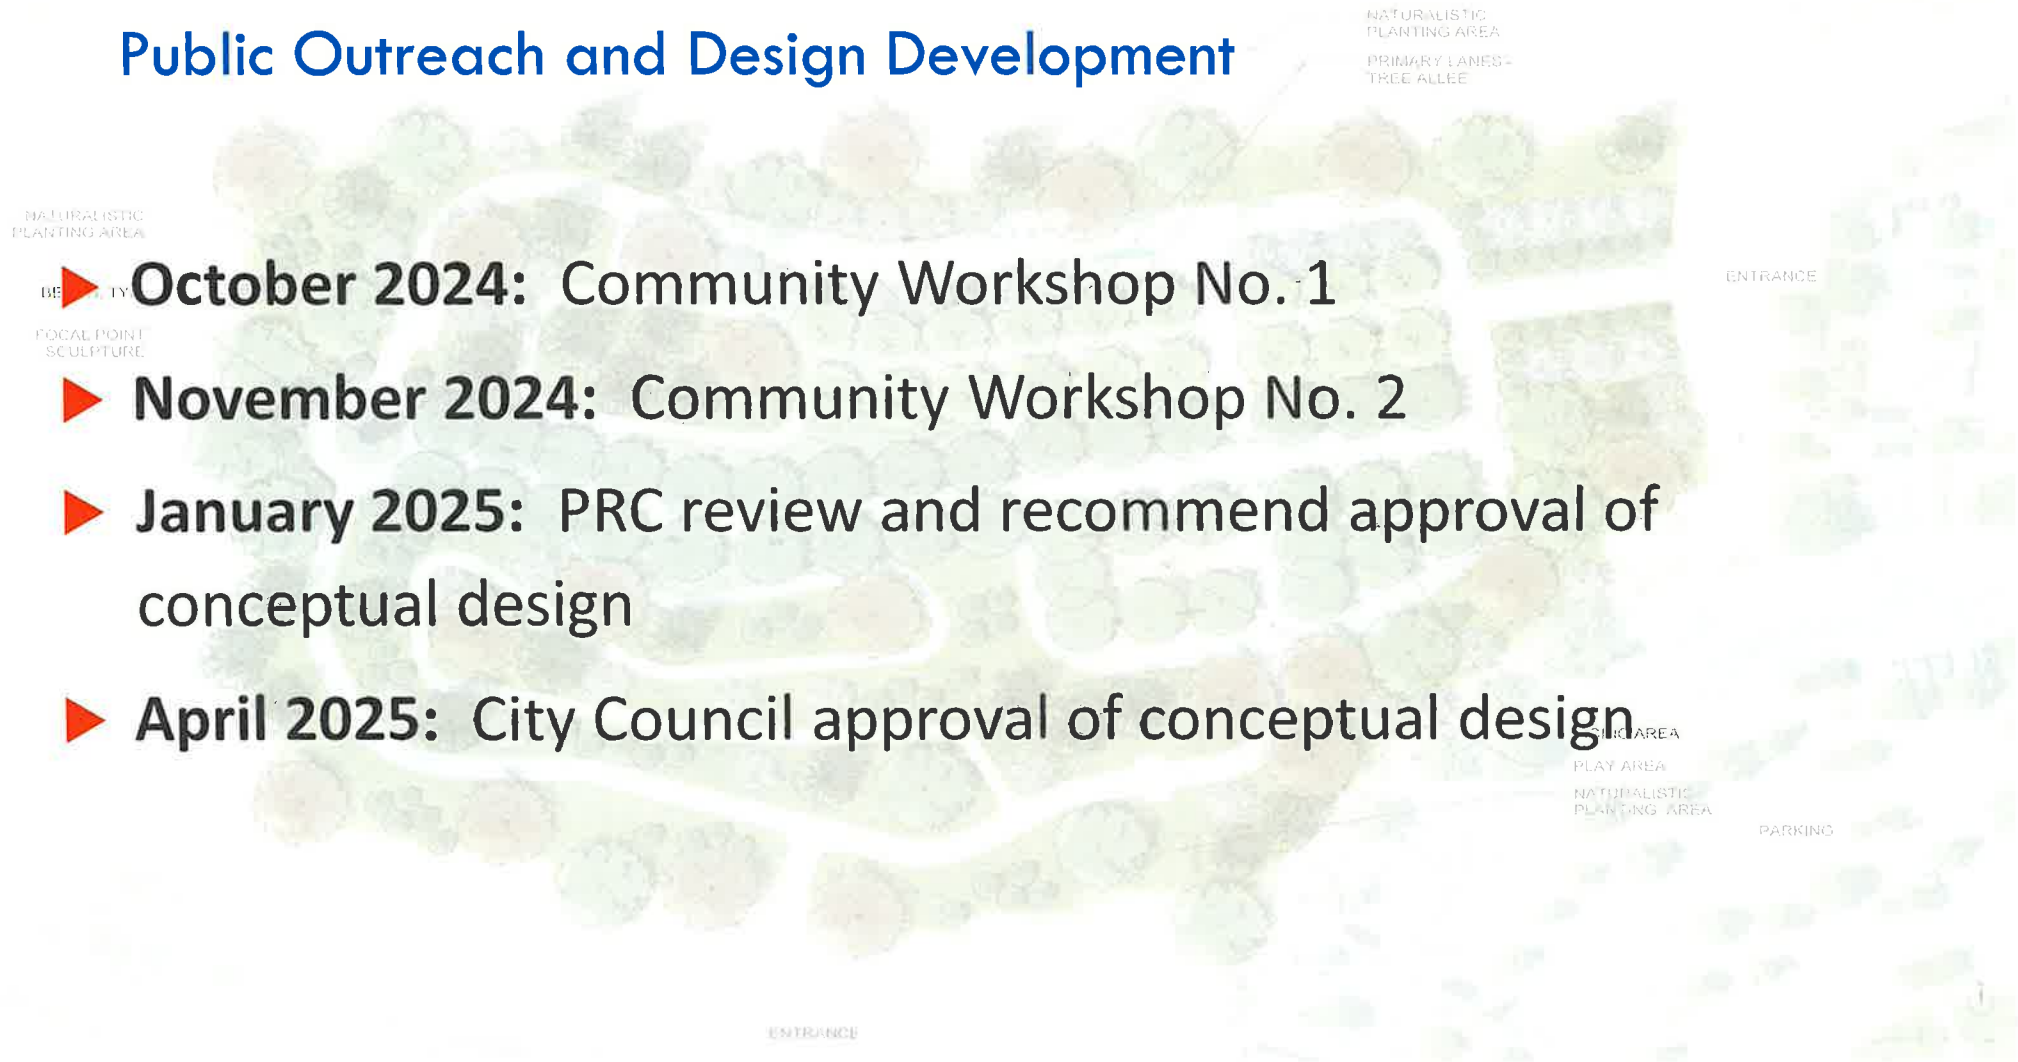 Public Outreach and Design Development
NATURALISTIC
PLANTING AREA
PRIMARY LANES-
TREE ALLEE
NATURALISTIC
PLANTING AREA
October 2024: Community Workshop No. 1
ENTRANCE
FOCAL POINT
SCULPTURE
November 2024: Community Workshop No. 2
January 2025: PRC review and recommend approval of
conceptual design
April 2025: City Council approval of conceptual design
AREA
PLAY AREA
NATURALISTIC
PLANTING AREA
PARKING
ENTRANCE